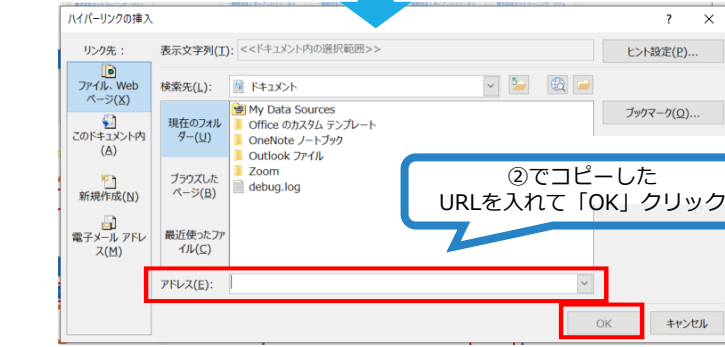 ハイパーリンクの挿入
? ×
リンク先：
表示文字列(T): <<ドキュメント内の選択範囲>>
ヒント設定(P)...
ファイル、Web
ページ(X)
検索先(L):
ドキュメント
このドキュメント内
(A)
新規作成(N)
電子メール アドレ
ス(M)
現在のフォル
ダー(U)
ブラウズした
ページ(B)
最近使ったファ
イル(C)
My Data Sources
Office のカスタム テンプレート
OneNote ノートブック
Outlook ファイル
Zoom
debug.log
ブックマーク(O)...
②でコピーした
URLを入れて「OK」クリック
アドレス(E):
OK
キャンセル